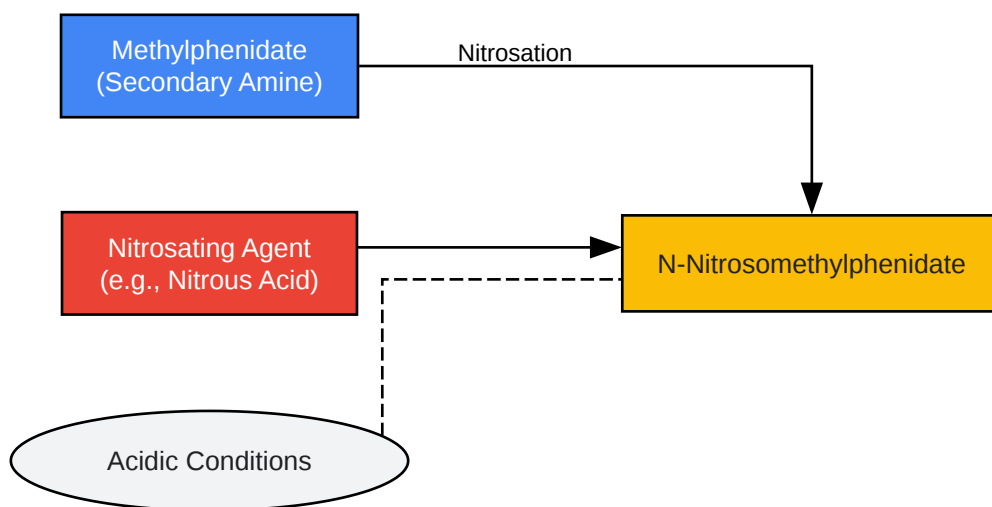 Methylphenidate
(Secondary Amine)
Nitrosation
Nitrosating Agent
(e.g., Nitrous Acid)
N-Nitrosomethylphenidate
Acidic Conditions